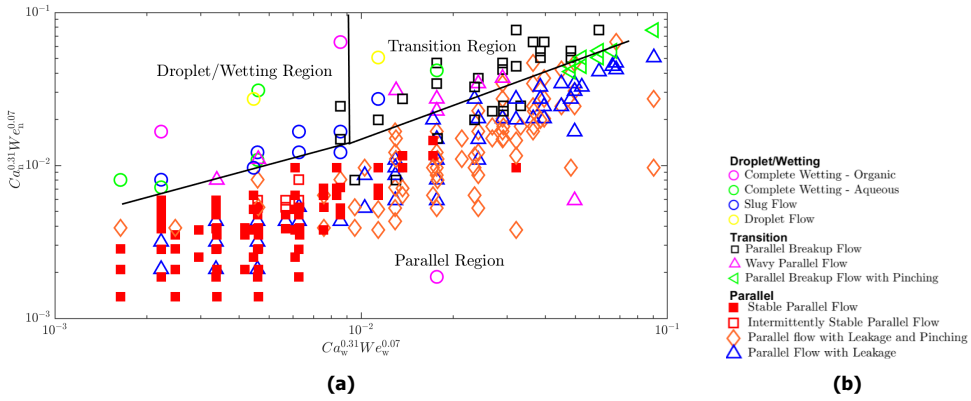 10^-1
10^-2
10^-3
Ca_n^0.31 We_n^0.07
Droplet/Wetting Region
Transition Region
Parallel Region
10^-3
10^-2
10^-1
Ca_w^0.31 We_w^0.07
(a)
Droplet/Wetting
Complete Wetting - Organic
Complete Wetting - Aqueous
Slug Flow
Droplet Flow
Transition
Parallel Breakup Flow
Wavy Parallel Flow
Parallel Breakup Flow with Pinching
Parallel
Stable Parallel Flow
Intermittently Stable Parallel Flow
Parallel flow with Leakage and Pinching
Parallel Flow with Leakage
(b)